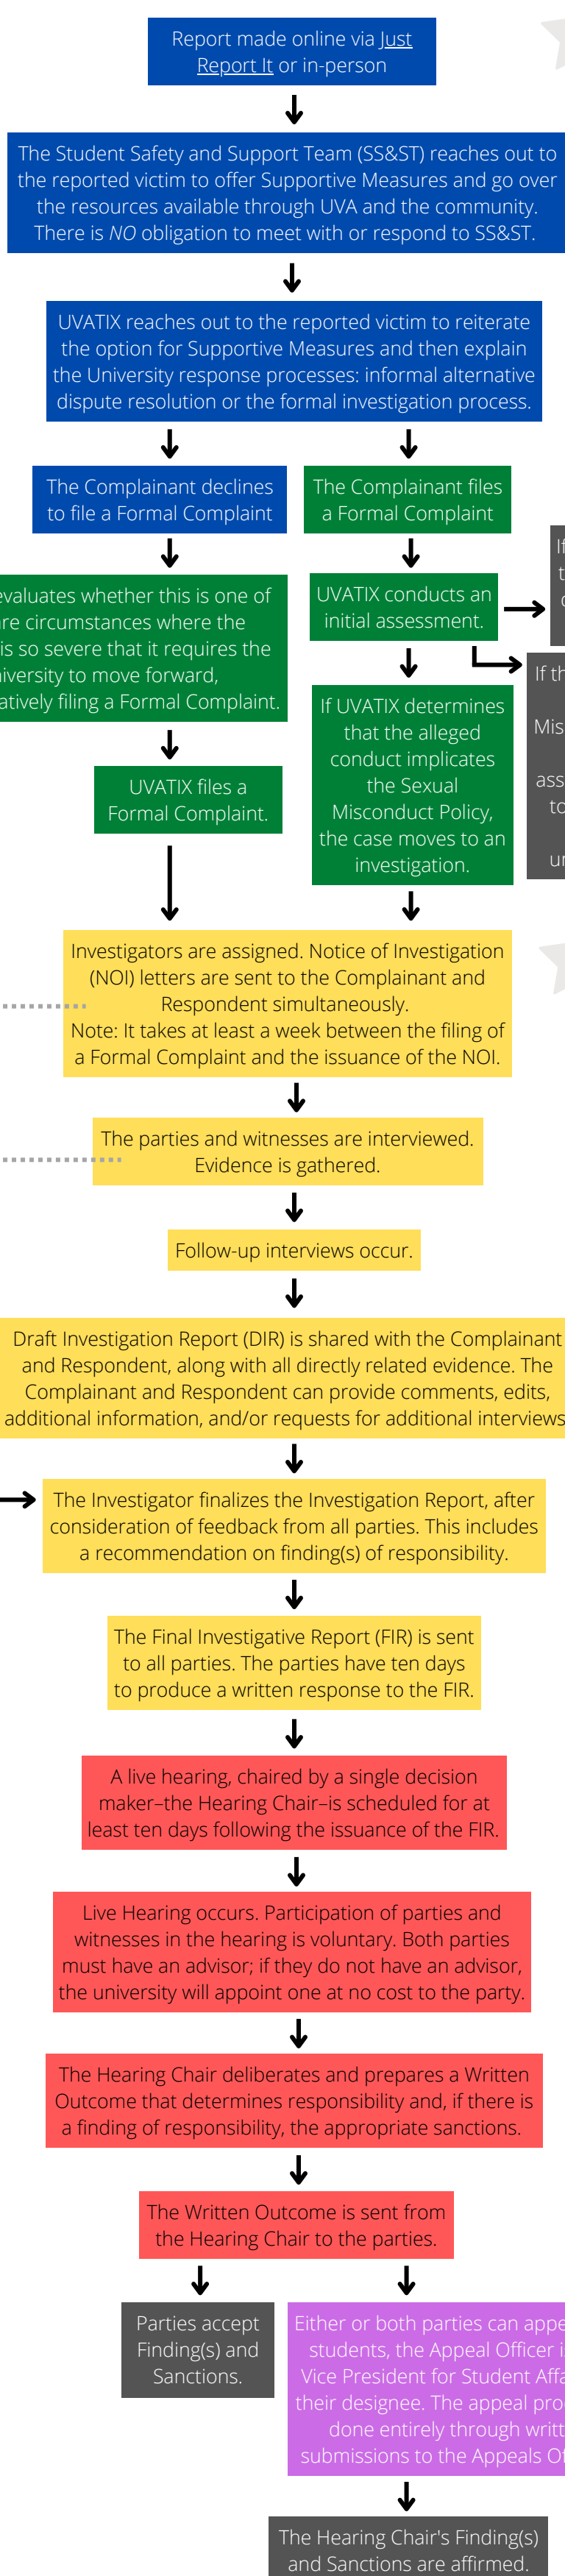 Report made online via Just
Report It or in-person
The Student Safety and Support Team (SS&ST) reaches out to
the reported victim to offer Supportive Measures and go over
the resources available through UVA and the community.
There is NO obligation to meet with or respond to SS&ST.
UVATIX reaches out to the reported victim to reiterate
the option for Supportive Measures and then explain
the University response processes: informal alternative
dispute resolution or the formal investigation process.
The Complainant declines
to file a Formal Complaint
The Complainant files
a Formal Complaint
evaluates whether this is one of
circumstances where the
is so severe that it requires the
to move forward,
filing a Formal Complaint.
UVATIX files a
Formal Complaint.
UVATIX conducts an
initial assessment.
If UVATIX determines
that the alleged
conduct implicates
the Sexual
Misconduct Policy,
the case moves to an
investigation.
If
If
to
Investigators are assigned. Notice of Investigation
(NOI) letters are sent to the Complainant and
Respondent simultaneously.
Note: It takes at least a week between the filing of
a Formal Complaint and the issuance of the NOI.
The parties and witnesses are interviewed.
Evidence is gathered.
Follow-up interviews occur.
Draft Investigation Report (DIR) is shared with the Complainant
and Respondent, along with all directly related evidence. The
Complainant and Respondent can provide comments, edits,
additional information, and/or requests for additional interviews
The Investigator finalizes the Investigation Report, after
consideration of feedback from all parties. This includes
a recommendation on finding(s) of responsibility.
The Final Investigative Report (FIR) is sent
to all parties. The parties have ten days
to produce a written response to the FIR.
A live hearing, chaired by a single decision
maker–the Hearing Chair–is scheduled for at
least ten days following the issuance of the FIR.
Live Hearing occurs. Participation of parties and
witnesses in the hearing is voluntary. Both parties
must have an advisor; if they do not have an advisor,
the university will appoint one at no cost to the party.
The Hearing Chair deliberates and prepares a Written
Outcome that determines responsibility and, if there is
a finding of responsibility, the appropriate sanctions.
The Written Outcome is sent from
the Hearing Chair to the parties.
Parties accept
Finding(s) and
Sanctions.
Either or both parties can
students, the Appeal Officer
Vice President for Student
their designee. The appeal
done entirely through
submissions to the Appeals
The Hearing Chair's Finding(s)
and Sanctions are affirmed.